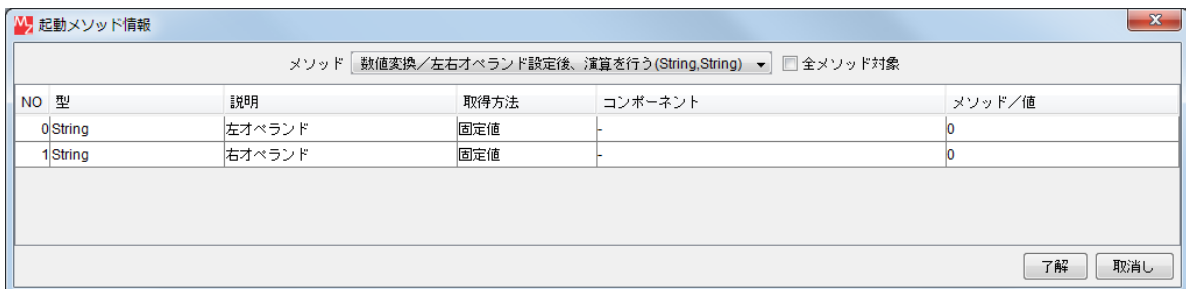 起動メソッド情報
メソッド 数値変換／左右オペランド設定後、演算を行う(String,String) 全メソッド対象
NO 型 説明 取得方法 コンポーネント メソッド／値
0 String 左オペランド 固定値 - 0
1 String 右オペランド 固定値 - 0
了解 取消し